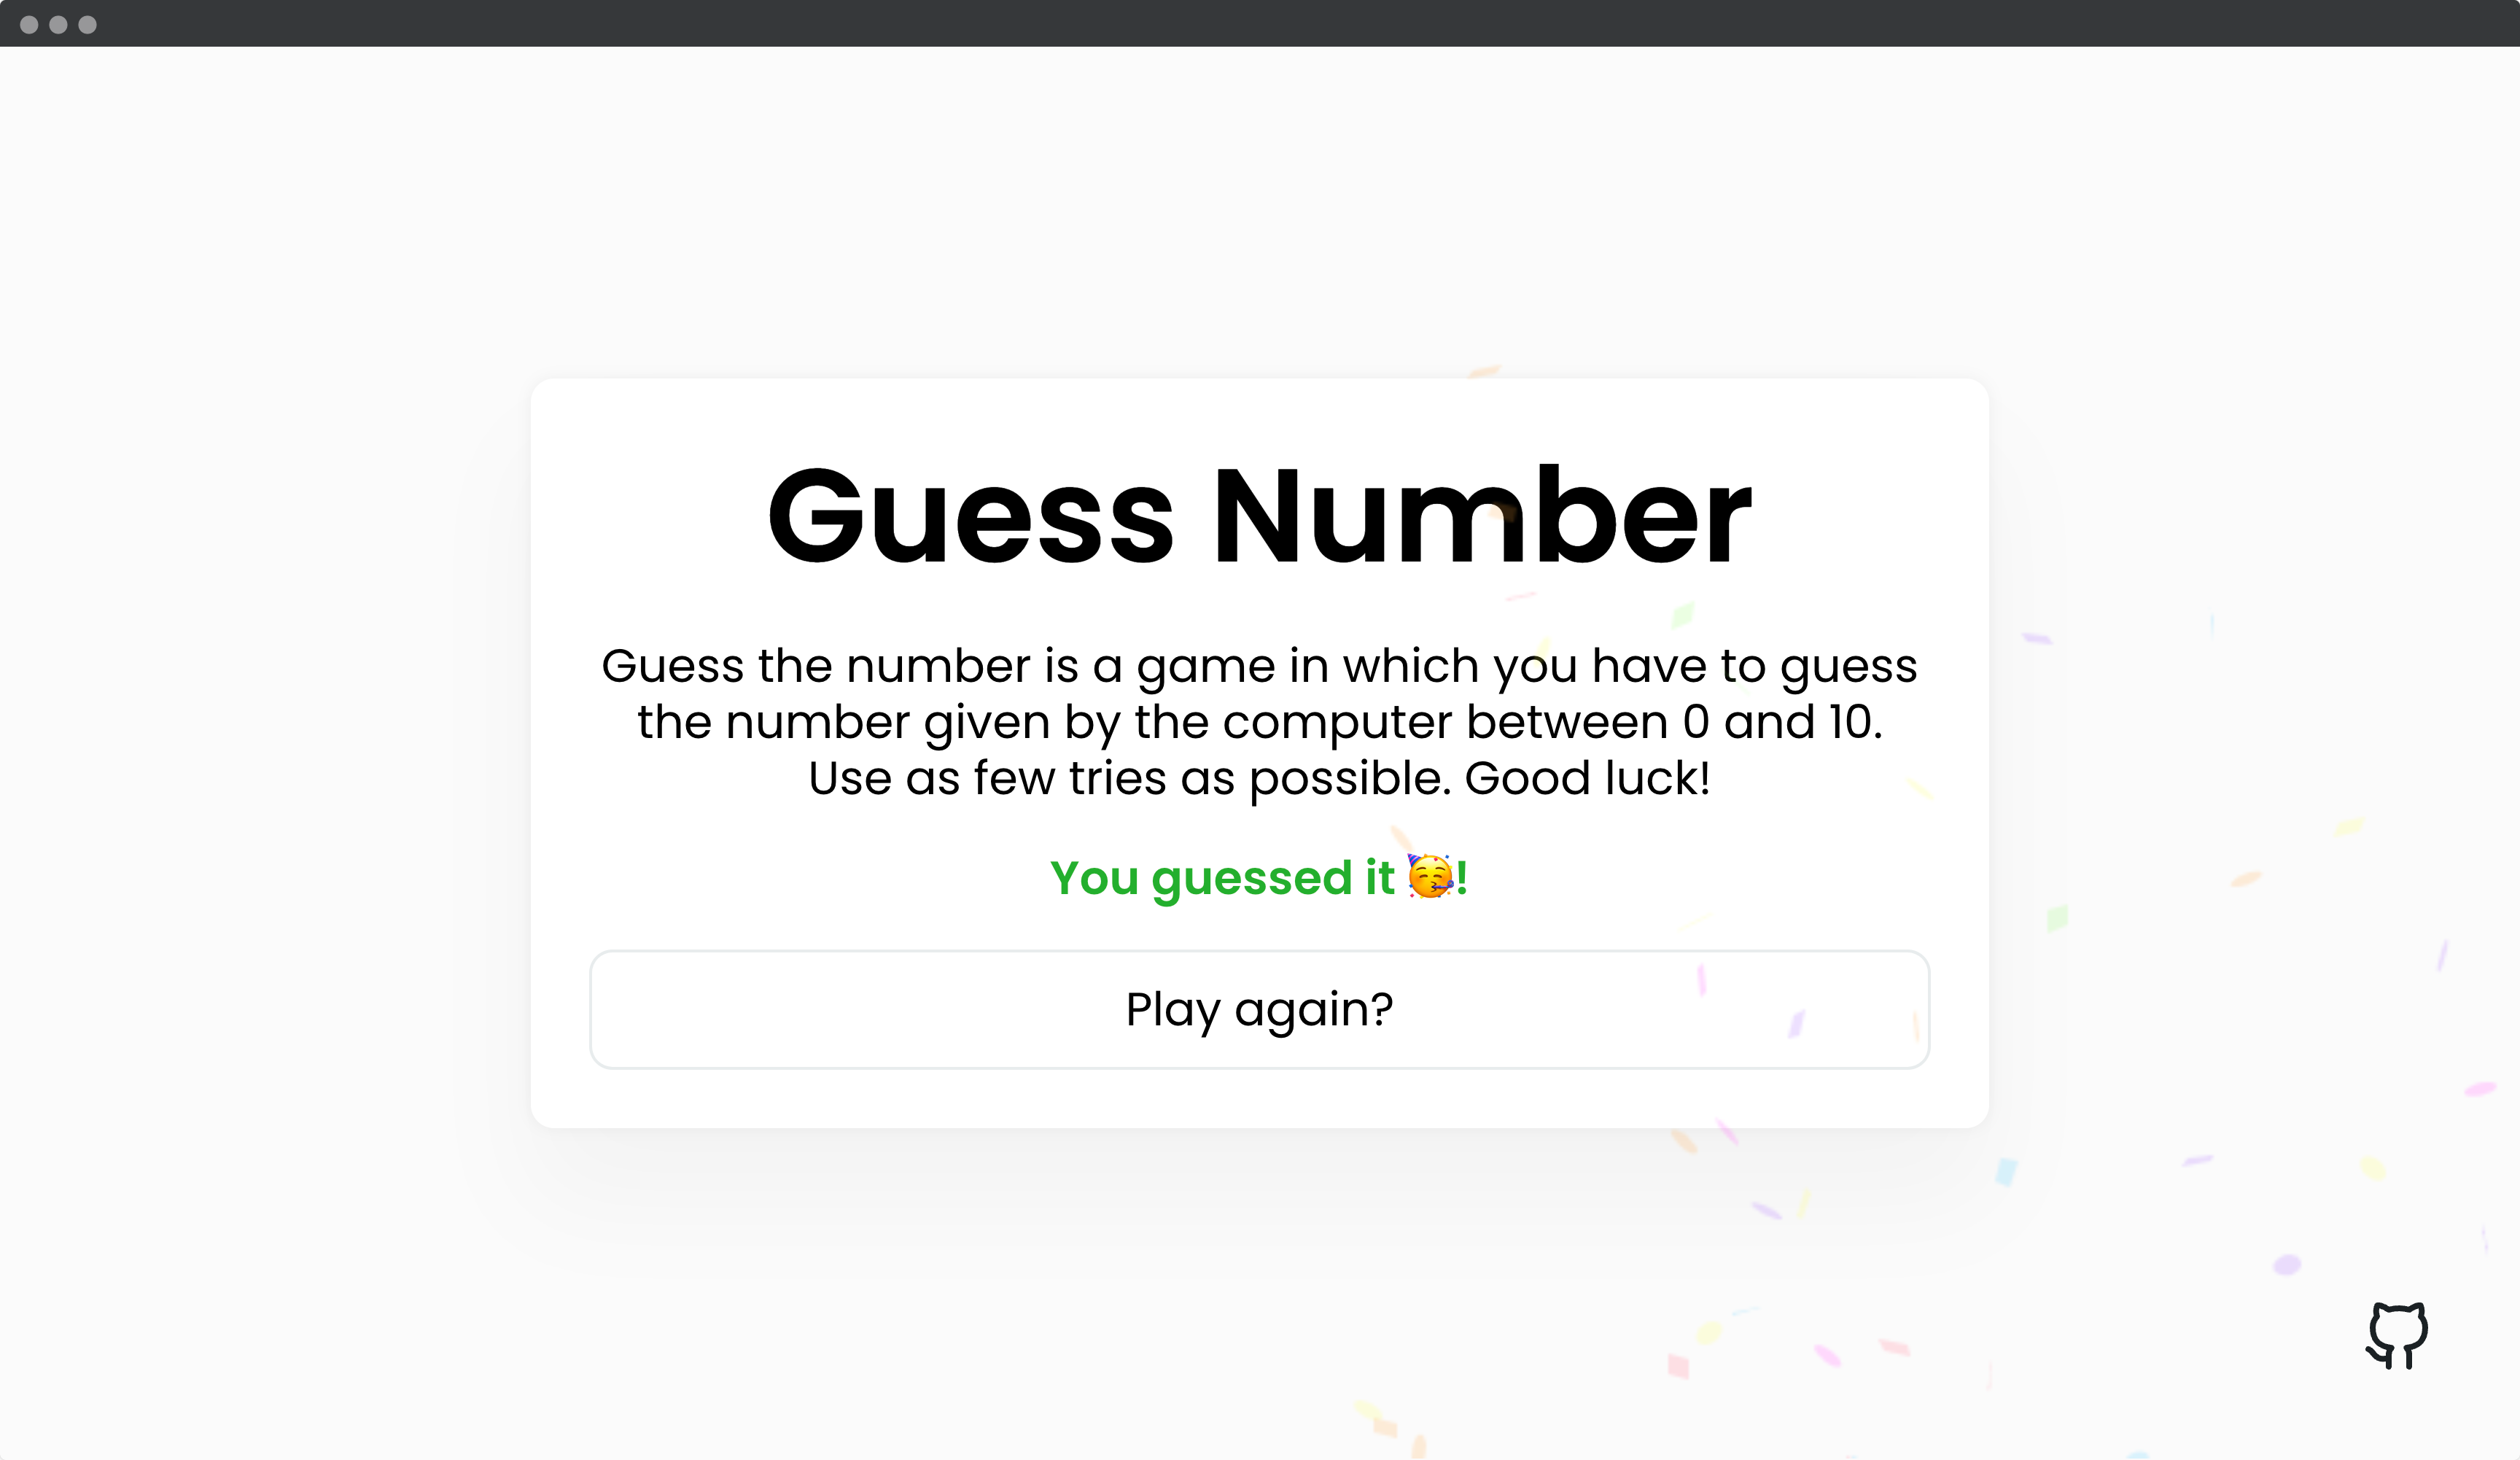 Guess Number
Guess the number is a game in which you have to guess
the number given by the computer between 0 and 10.
Use as few tries as possible. Good luck!
You guessed it 🥳!
Play again?